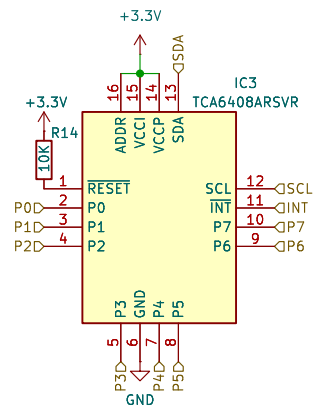 +3.3V
SDA
IC3
TCA6408ARSVR
+3.3V
R14
10K
16 15 14 13
ADDR VCCI VCCP SDA
1 RESET SCL 12 SCL
P0 2 P0 INT 11 INT
P1 3 P1 P7 10 P7
P2 4 P2 P6 9 P6
P3 GND P4 P5
5 6 7 8
P3 P4 P5
GND